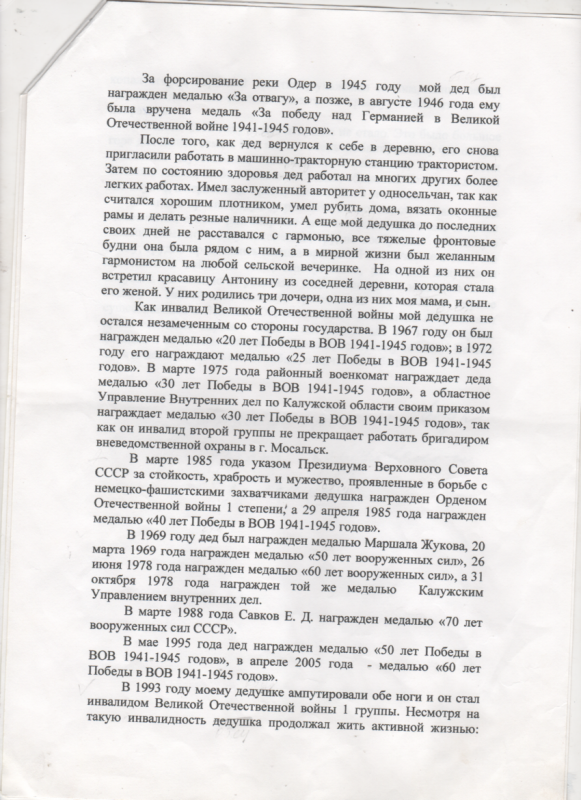 За форсирование реки Одер в 1945 году мой дед был
награжден медалью «За отвагу», а позже, в августе 1946 года ему
была вручена медаль «За победу над Германией в Великой
Отечественной войне 1941-1945 годов».
После того, как дед вернулся к себе в деревню, его снова
пригласили работать в машинно-тракторную станцию трактористом.
Затем по состоянию здоровья дед работал на многих других более
легких работах. Имел заслуженный авторитет у односельчан, так как
считался хорошим плотником, умел рубить дома, вязать оконные
рамы и делать резные наличники. А еще мой дедушка до последних
своих дней не расставался с гармонью, все тяжелые фронтовые
будни она была рядом с ним, а в мирной жизни был желанным
гармонистом на любой сельской вечеринке. На одной из них он
встретил красавицу Антонину из соседней деревни, которая стала
его женой. У них родились три дочери, одна из них моя мама, и сын.
Как инвалид Великой Отечественной войны мой дедушка не
остался незамеченным со стороны государства. В 1967 году он был
награжден медалью «20 лет Победы в ВОВ 1941-1945 годов»; в 1972
году его награждают медалью «25 лет Победы в ВОВ 1941-1945
годов». В марте 1975 года районный военкомат награждает деда
медалью «30 лет Победы в ВОВ 1941-1945 годов», а областное
Управление Внутренних дел по Калужской области своим приказом
награждает медалью «30 лет Победы в ВОВ 1941-1945 годов», так
как он инвалид второй группы не прекращает работать бригадиром
вневедомственной охраны в г. Мосальск.
В марте 1985 года указом Президиума Верховного Совета
СССР за стойкость, храбрость и мужество, проявленные в борьбе с
немецко-фашистскими захватчиками дедушка награжден Орденом
Отечественной войны 1 степени, а 29 апреля 1985 года награжден
медалью «40 лет Победы в ВОВ 1941-1945 годов».
В 1969 году дед был награжден медалью Маршала Жукова, 20
марта 1969 года награжден медалью «50 лет вооруженных сил», 26
июня 1978 года награжден медалью «60 лет вооруженных сил», а 31
октября 1978 года награжден той же медалью Калужским
Управлением внутренних дел.
В марте 1988 года Савков Е. Д. награжден медалью «70 лет
вооруженных сил СССР».
В мае 1995 года дед награжден медалью «50 лет Победы в
ВОВ 1941-1945 годов», в апреле 2005 года - медалью «60 лет
Победы в ВОВ 1941-1945 годов».
В 1993 году моему дедушке ампутировали обе ноги и он стал
инвалидом Великой Отечественной войны 1 группы. Несмотря на
такую инвалидность дедушка продолжал жить активной жизнью: